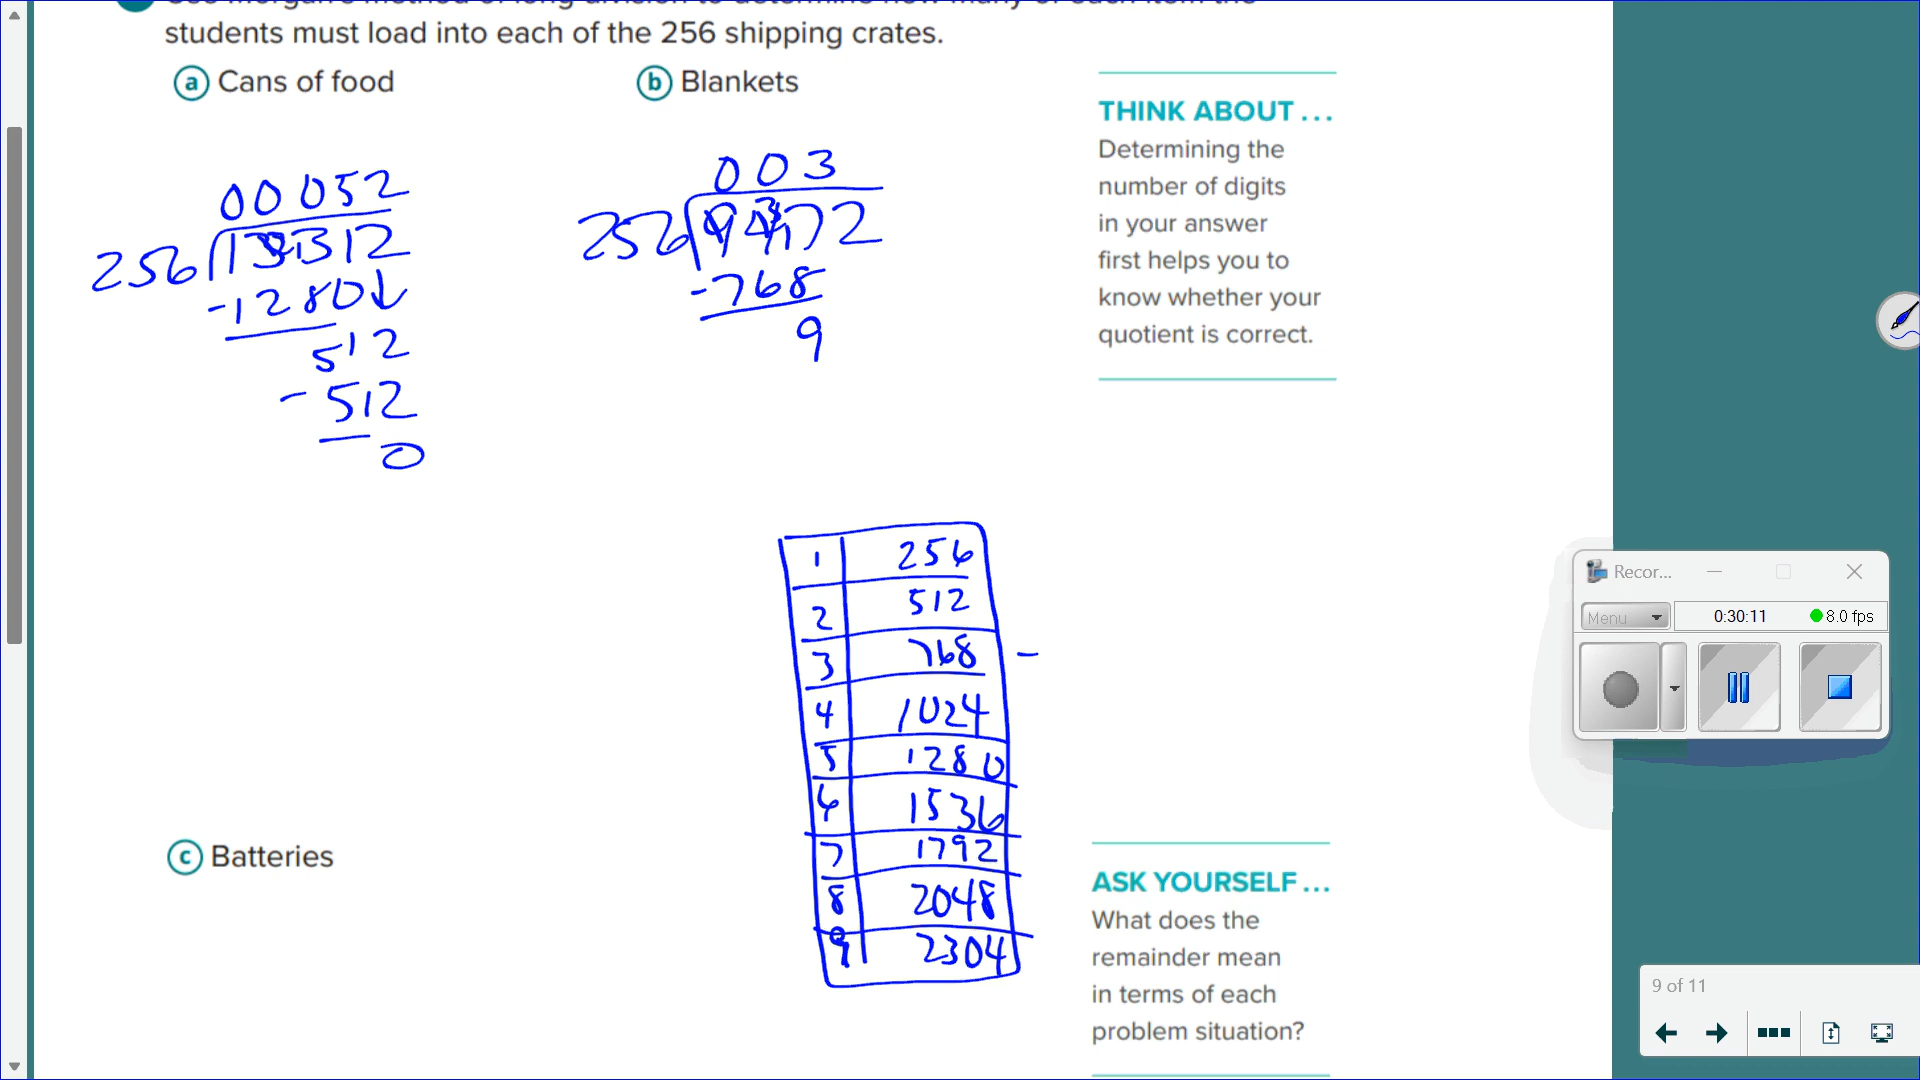 students must load into each of the 256 shipping crates.
a Cans of food
b Blankets
00052
256
312
-1280↓
512
- 512
0
003
256
72
-768
9
THINK ABOUT . . .
Determining the
number of digits
in your answer
first helps you to
know whether your
quotient is correct.
1 256
2 512
3 768 -
4 1024
5 1280
6 1536
7 1792
8 2048
9 2304
c Batteries
ASK YOURSELF . . .
What does the
remainder mean
in terms of each
problem situation?
Recor...
Menu 0:30:11 8.0 fps
9 of 11